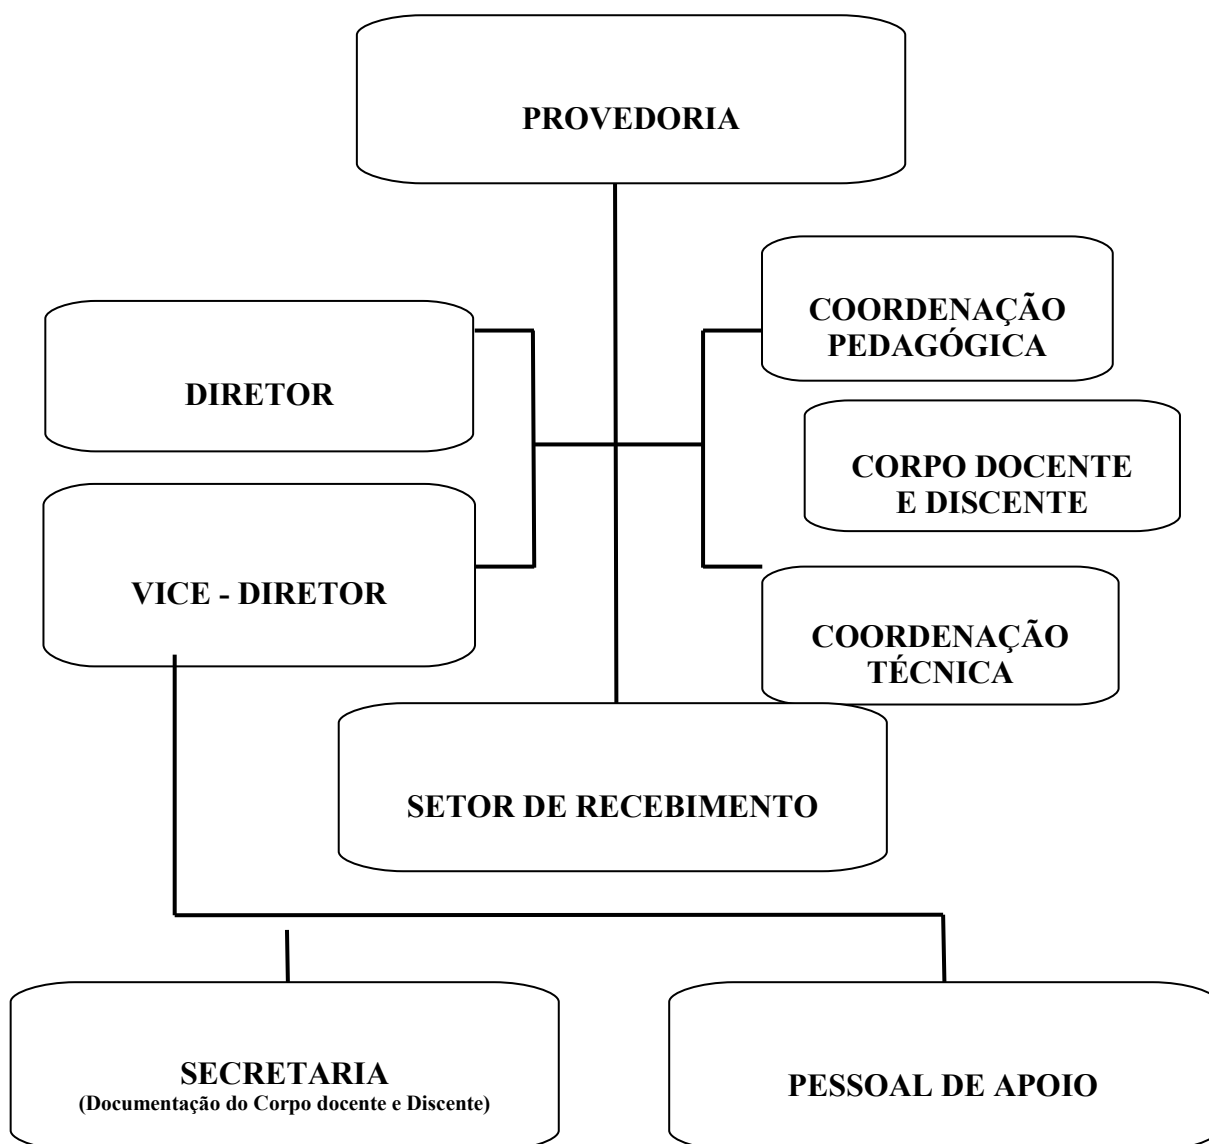 PROVEDORIA
COORDENAÇÃO
PEDAGÓGICA
DIRETOR
CORPO DOCENTE
E DISCENTE
VICE - DIRETOR
COORDENAÇÃO
TÉCNICA
SETOR DE RECEBIMENTO
SECRETARIA
(Documentação do Corpo docente e Discente)
PESSOAL DE APOIO